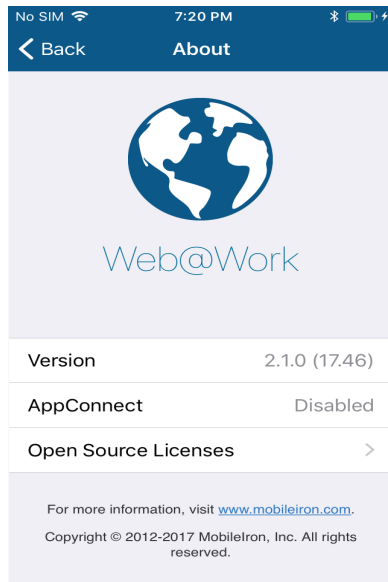 No SIM 7:20 PM
Back About
Web@Work
Version 2.1.0 (17.46)
AppConnect Disabled
Open Source Licenses
For more information, visit www.mobileiron.com.
Copyright © 2012-2017 MobileIron, Inc. All rights
reserved.